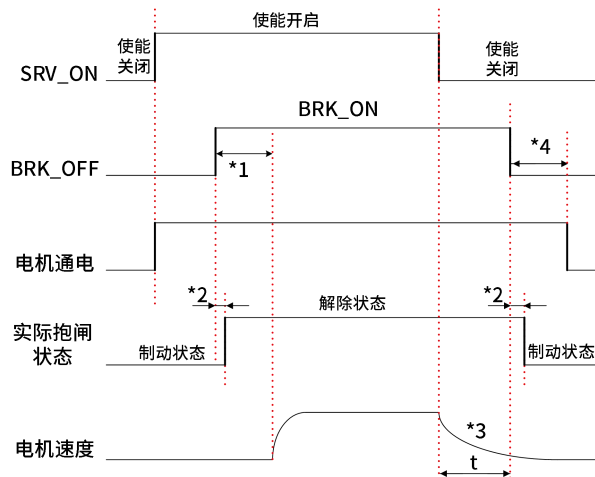 使能开启
使能
关闭
使能
关闭
SRV_ON
BRK_ON
*1
*4
BRK_OFF
电机通电
*2
解除状态
*2
实际抱闸
状态
制动状态
制动状态
*3
电机速度
t